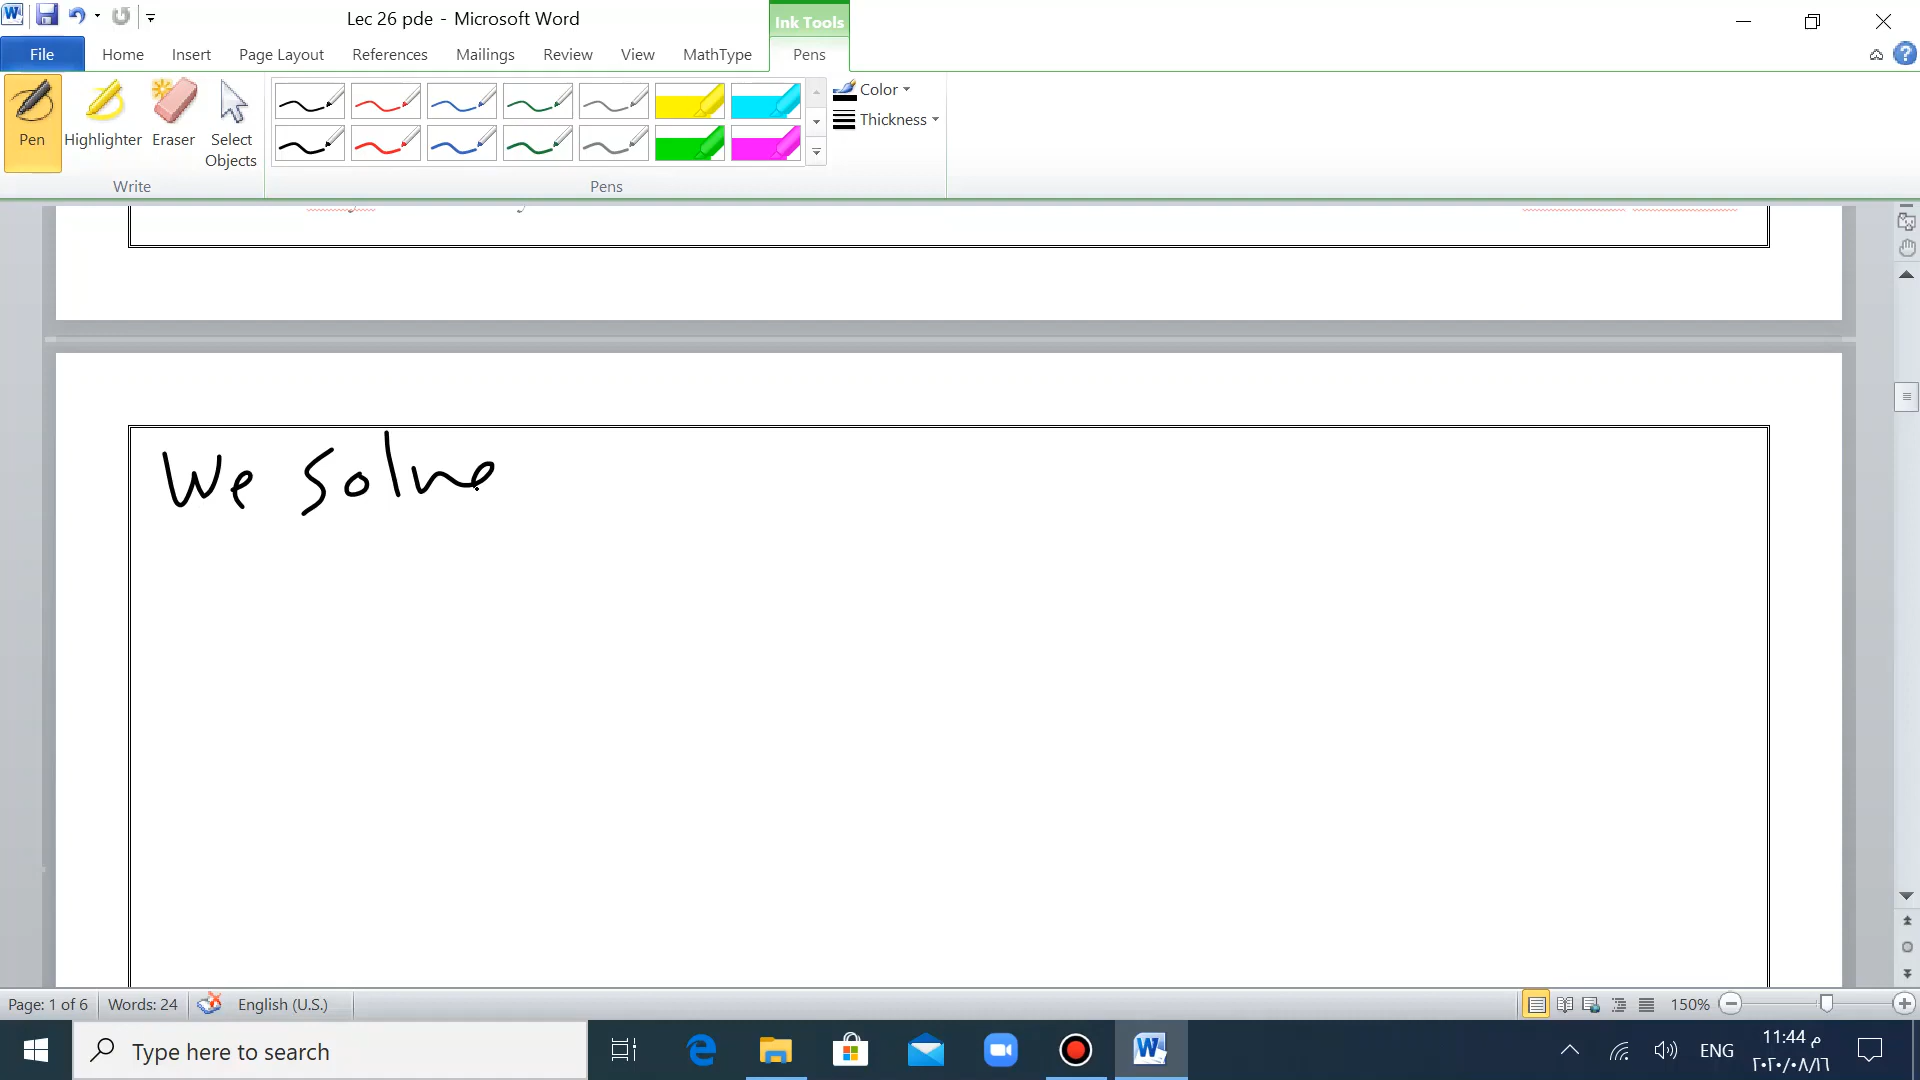 Lec 26 pde - Microsoft Word
Ink Tools
File Home Insert Page Layout References Mailings Review View MathType Pens
Pen Highlighter Eraser Select Objects
Color
Thickness
Write Pens
We Solve
Page: 1 of 6 Words: 24 English (U.S.) 150%
Type here to search
ENG
11:44 م
٢٠٢٠/٠٨/١٦